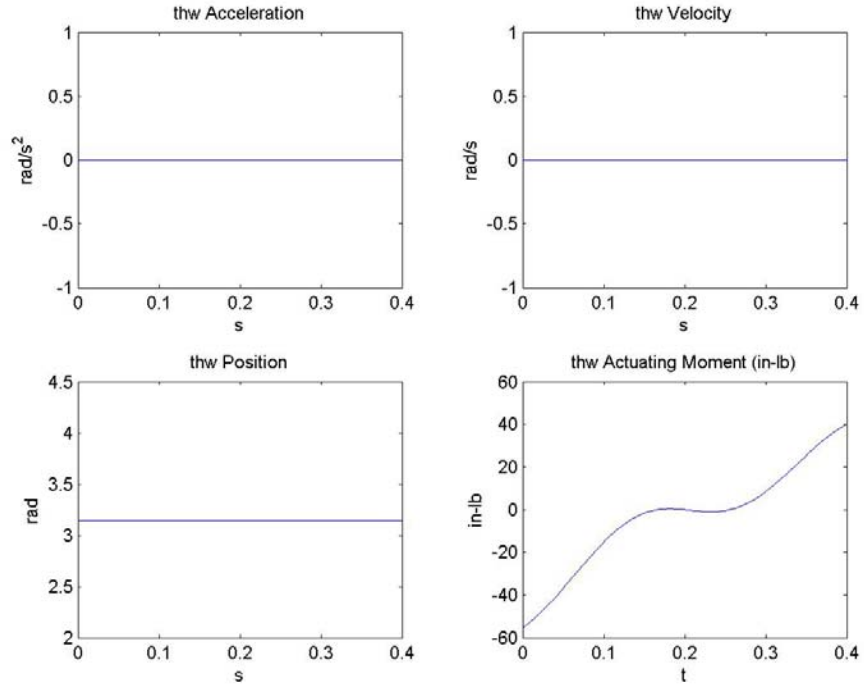 thw Acceleration
1
0.5
0
-0.5
-1
rad/s²
0 0.1 0.2 0.3 0.4
s
thw Velocity
1
0.5
0
-0.5
-1
rad/s
0 0.1 0.2 0.3 0.4
s
thw Position
4.5
4
3.5
3
2.5
2
rad
0 0.1 0.2 0.3 0.4
s
thw Actuating Moment (in-lb)
60
40
20
0
-20
-40
-60
in-lb
0 0.1 0.2 0.3 0.4
t